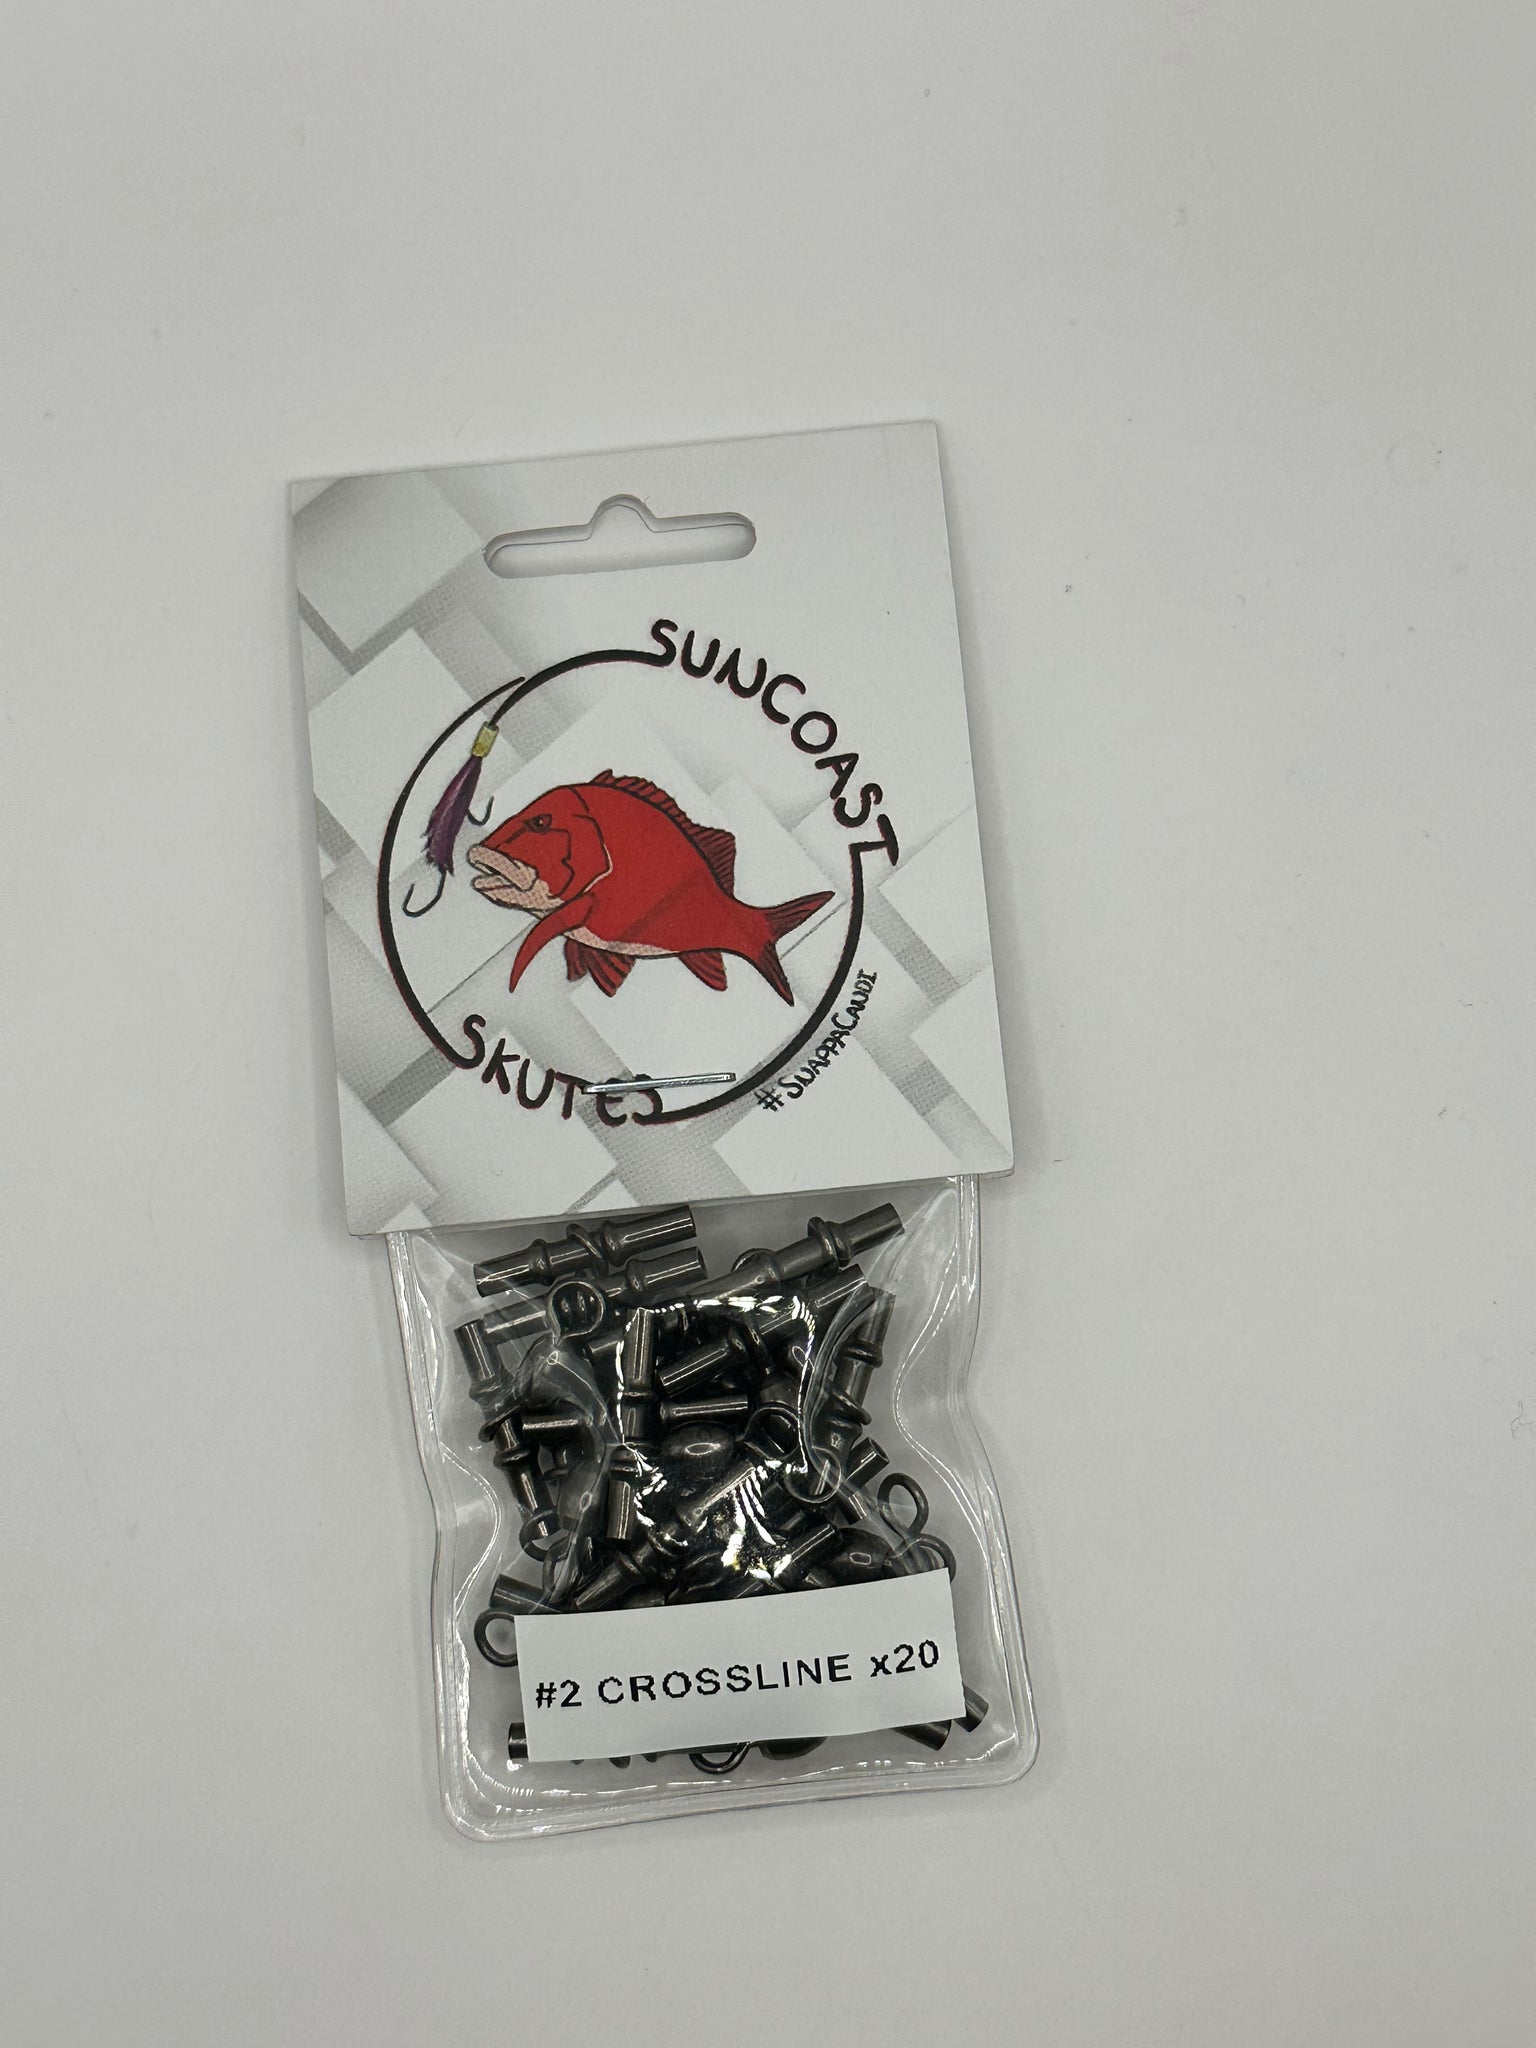 SUNCOAST
SKUTES
#SNAPPACANDI
#2 CROSSLINE x20